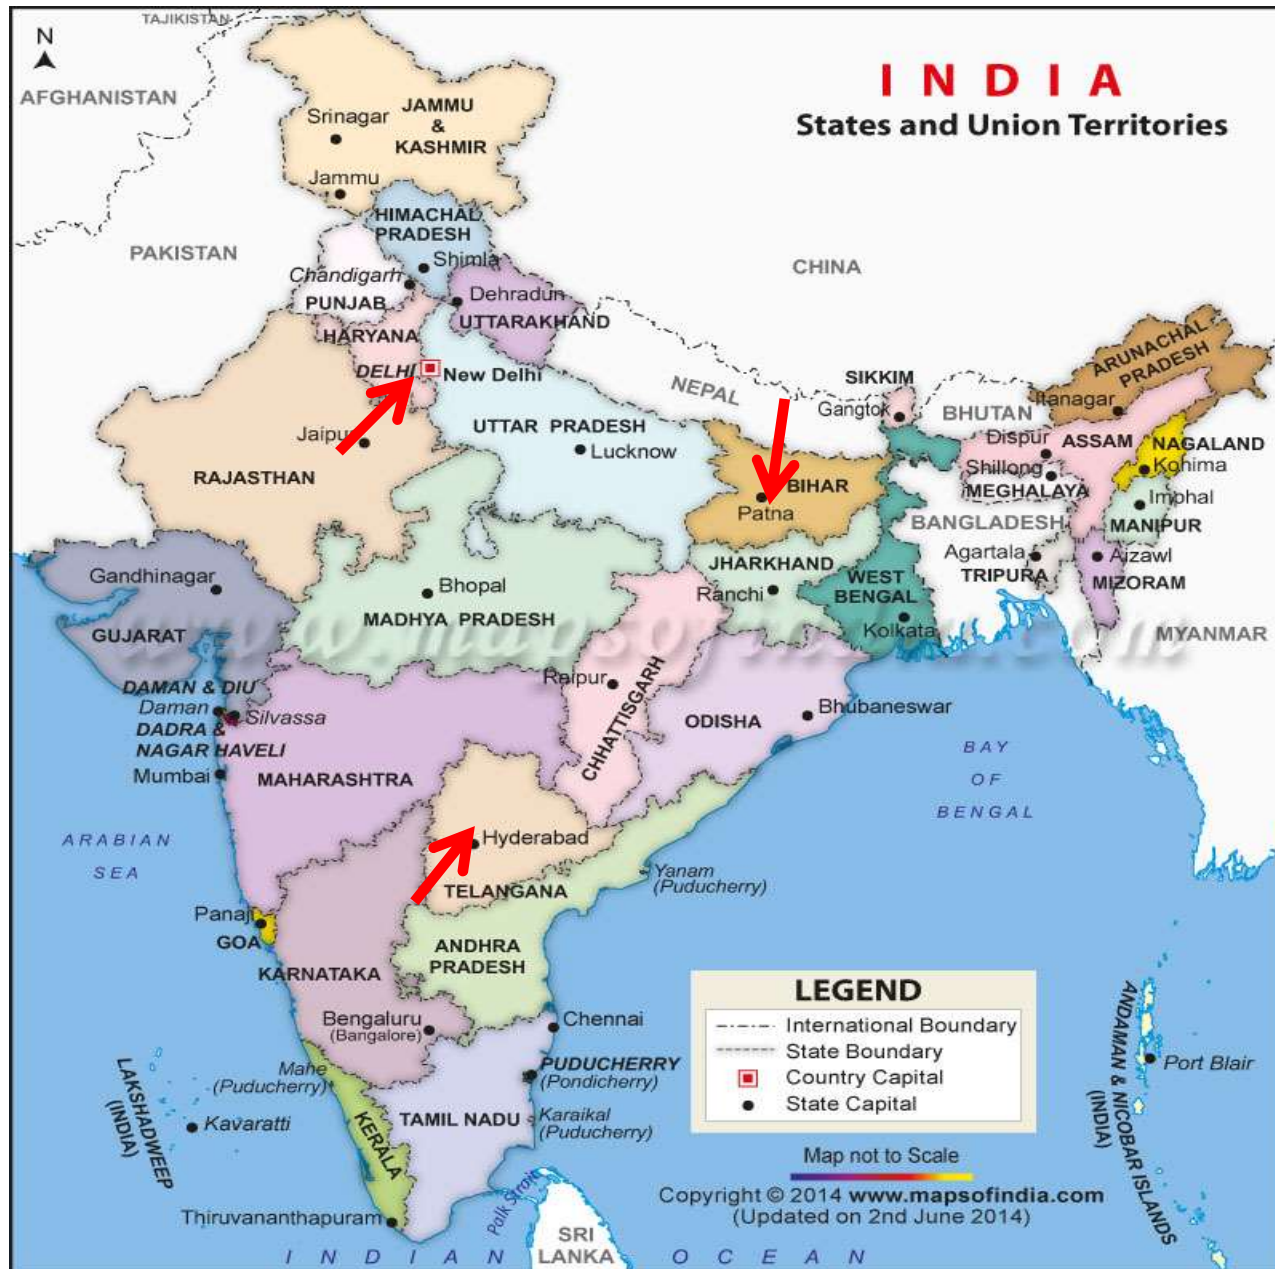 TAJIKISTAN
N
AFGHANISTAN
INDIA
States and Union Territories
JAMMU
&
KASHMIR
Srinagar
Jammu
HIMACHAL
PRADESH
Shimla
PAKISTAN
CHINA
Chandigarh
PUNJAB
Dehradun
UTTARAKHAND
HARYANA
DELHI
New Delhi
NEPAL
SIKKIM
Gangtok
BHUTAN
ARUNACHAL
PRADESH
Itanagar
Jaipur
RAJASTHAN
UTTAR PRADESH
Lucknow
BIHAR
Patna
Dispur
ASSAM
NAGALAND
Kohima
Shillong
MEGHALAYA
Imphal
MANIPUR
BANGLADESH
Agartala
TRIPURA
Aizawl
MIZORAM
MYANMAR
Gandhinagar
GUJARAT
Bhopal
MADHYA PRADESH
JHARKHAND
Ranchi
WEST
BENGAL
Kolkata
www.mapsofindia.com
DAMAN & DIU
Daman
Silvassa
DADRA &
NAGAR HAVELI
Mumbai
MAHARASHTRA
Raipur
CHHATTISGARH
ODISHA
Bhubaneswar
BAY
OF
BENGAL
ARABIAN
SEA
Hyderabad
TELANGANA
Yanam
(Puducherry)
Panaji
GOA
KARNATAKA
ANDHRA
PRADESH
Bengaluru
(Bangalore)
Chennai
Mahe
(Puducherry)
PUDUCHERRY
(Pondicherry)
TAMIL NADU
Karaikal
(Puducherry)
KERALA
LAKSHADWEEP
(INDIA)
Kavaratti
Thiruvananthapuram
Palk Strait
SRI
LANKA
INDIAN OCEAN
LEGEND
International Boundary
State Boundary
Country Capital
State Capital
Map not to Scale
Copyright © 2014 www.mapsofindia.com
(Updated on 2nd June 2014)
ANDAMAN & NICOBAR ISLANDS
(INDIA)
Port Blair